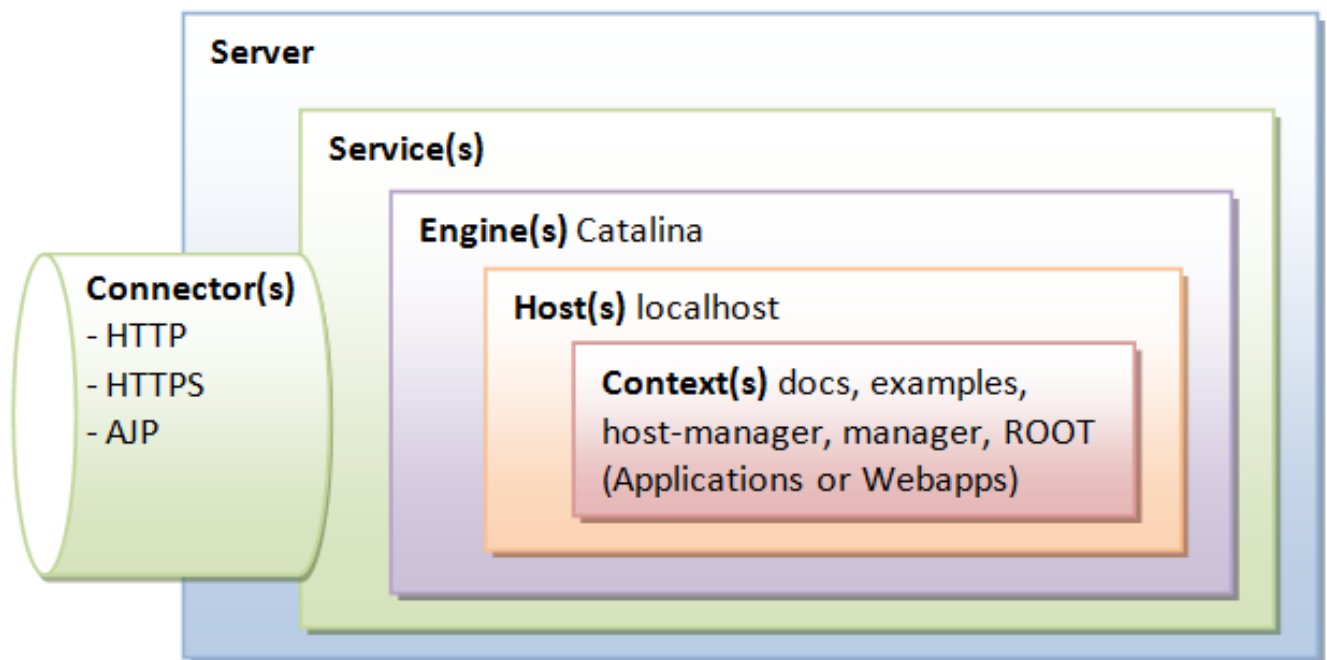 Server
Service(s)
Engine(s) Catalina
Connector(s)
- HTTP
- HTTPS
- AJP
Host(s) localhost
Context(s) docs, examples,
host-manager, manager, ROOT
(Applications or Webapps)